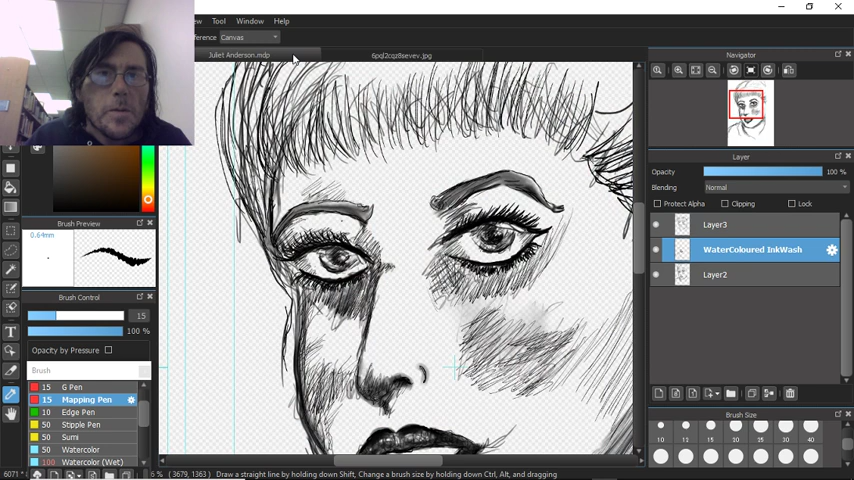 ew Tool Window Help
ference Canvas
Juliet Anderson.mdp 6pql2cqz8sevev.jpg
Navigator
Layer
Opacity 100 %
Blending Normal
Protect Alpha Clipping Lock
Layer3
WaterColoured InkWash
Layer2
Brush Preview
0.64mm
Brush Control
15
100 %
Opacity by Pressure
Brush
15 G Pen
15 Mapping Pen
10 Edge Pen
50 Stipple Pen
50 Sumi
50 Watercolor
100 Watercolor (Wet)
Brush Size
10 12 15 20 25 30 40
6071 * % (3679, 1363) Draw a straight line by holding down Shift, Change a brush size by holding down Ctrl, Alt, and dragging